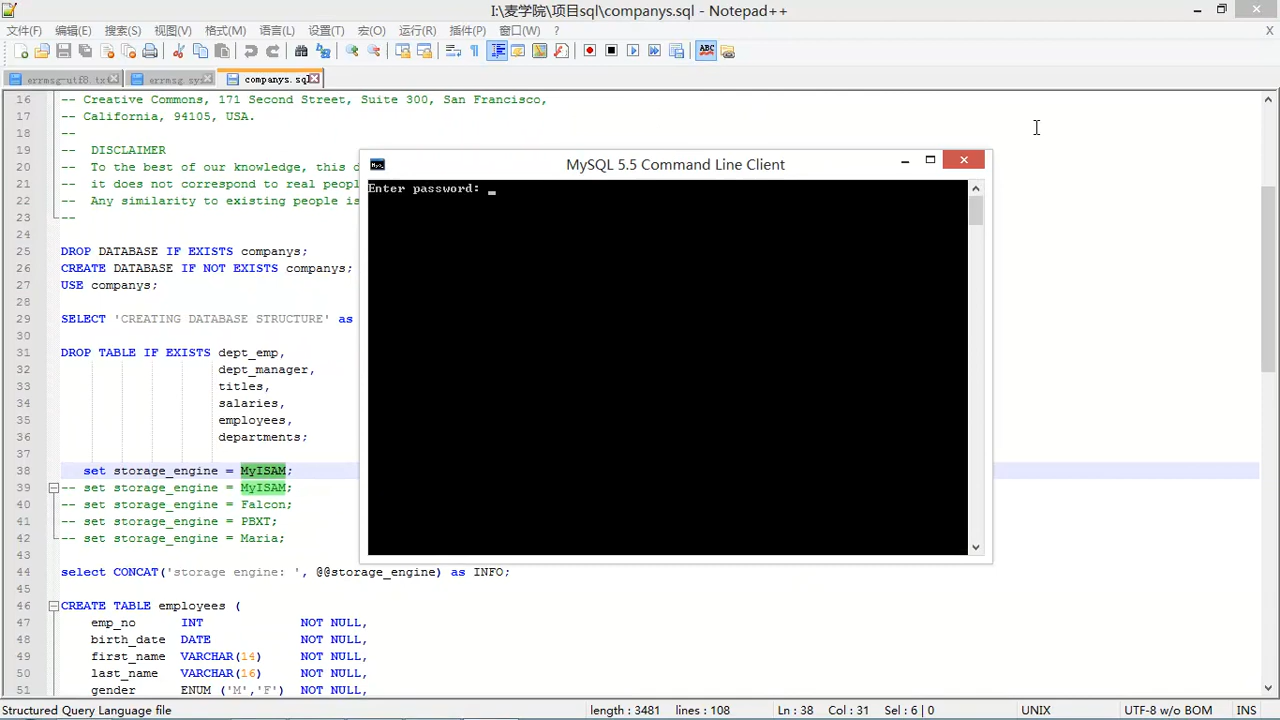 I:\麦学院\项目sql\companys.sql - Notepad++
文件(F) 编辑(E) 搜索(S) 视图(V) 格式(M) 语言(L) 设置(T) 宏(O) 运行(R) 插件(P) 窗口(W) ? X
errmsg-utf8.txt errmsg.sys companys.sql
16 -- Creative Commons, 171 Second Street, Suite 300, San Francisco,
17 -- California, 94105, USA.
18 --
19 -- DISCLAIMER
20 -- To the best of our knowledge, this d
21 -- it does not correspond to real peopl
22 -- Any similarity to existing people is
23 --
24
25 DROP DATABASE IF EXISTS companys;
26 CREATE DATABASE IF NOT EXISTS companys;
27 USE companys;
28
29 SELECT 'CREATING DATABASE STRUCTURE' as
30
31 DROP TABLE IF EXISTS dept_emp,
32 dept_manager,
33 titles,
34 salaries,
35 employees,
36 departments;
37
38 set storage_engine = MyISAM;
39 -- set storage_engine = MyISAM;
40 -- set storage_engine = Falcon;
41 -- set storage_engine = PBXT;
42 -- set storage_engine = Maria;
43
44 select CONCAT('storage engine: ', @@storage_engine) as INFO;
45
46 CREATE TABLE employees (
47 emp_no INT NOT NULL,
48 birth_date DATE NOT NULL,
49 first_name VARCHAR(14) NOT NULL,
50 last_name VARCHAR(16) NOT NULL,
51 gender ENUM ('M','F') NOT NULL,
MySQL 5.5 Command Line Client
Enter password: _
Structured Query Language file length : 3481 lines : 108 Ln : 38 Col : 31 Sel : 6 | 0 UNIX UTF-8 w/o BOM INS